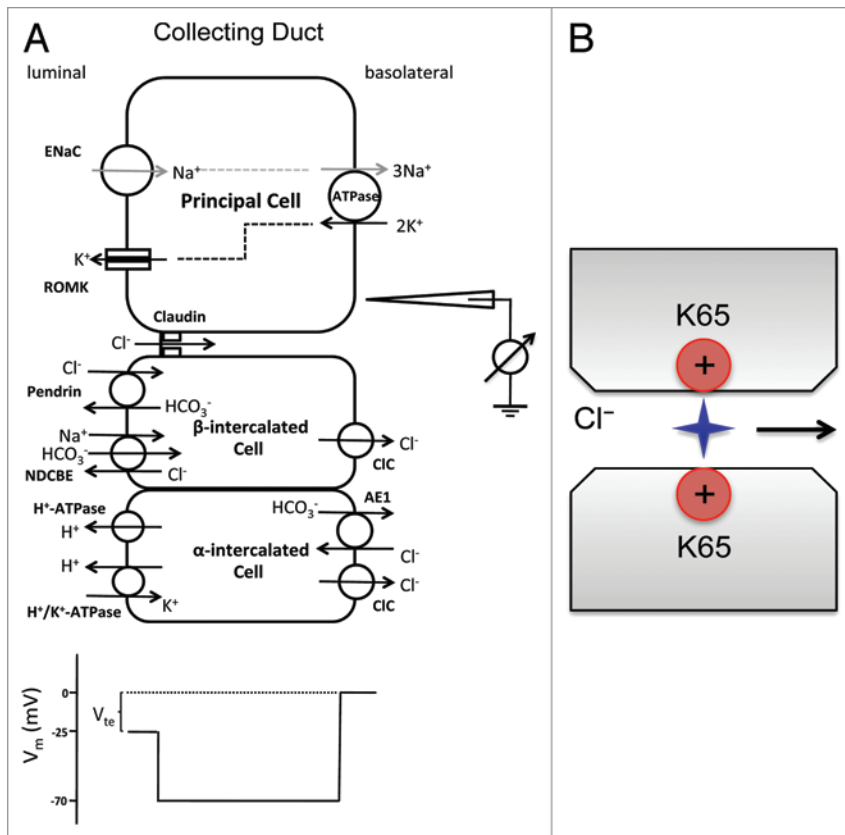 A
Collecting Duct
luminal
basolateral
ENaC
Na⁺
3Na⁺
Principal Cell
ATPase
2K⁺
K⁺
ROMK
Claudin
Cl⁻
Cl⁻
Pendrin
HCO₃⁻
β-intercalated
Cell
Na⁺
HCO₃⁻
Cl⁻
NDCBE
Cl⁻
ClC
H⁺-ATPase
HCO₃⁻
AE1
H⁺
α-intercalated
Cell
Cl⁻
H⁺
Cl⁻
H⁺/K⁺-ATPase
K⁺
ClC
Vₘ (mV)
0
Vₜₑ
-25
-70
B
K65
+
Cl⁻
+
K65